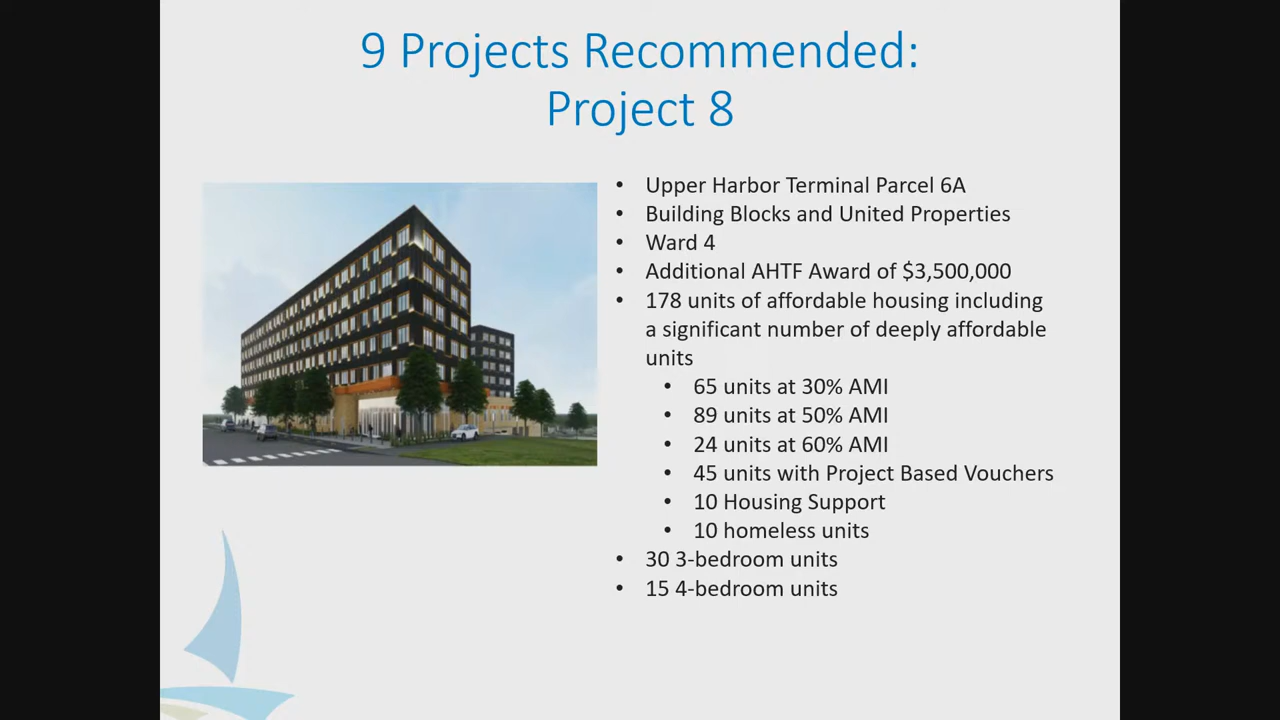 9 Projects Recommended:
Project 8
• Upper Harbor Terminal Parcel 6A
• Building Blocks and United Properties
• Ward 4
• Additional AHTF Award of $3,500,000
• 178 units of affordable housing including
a significant number of deeply affordable
units
• 65 units at 30% AMI
• 89 units at 50% AMI
• 24 units at 60% AMI
• 45 units with Project Based Vouchers
• 10 Housing Support
• 10 homeless units
• 30 3-bedroom units
• 15 4-bedroom units